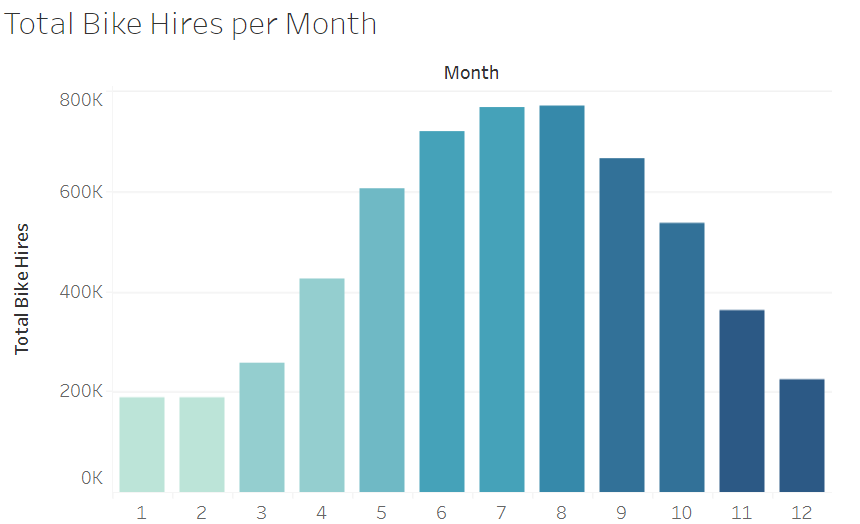 Total Bike Hires per Month
Month
Total Bike Hires
800K
600K
400K
200K
0K
1 2 3 4 5 6 7 8 9 10 11 12